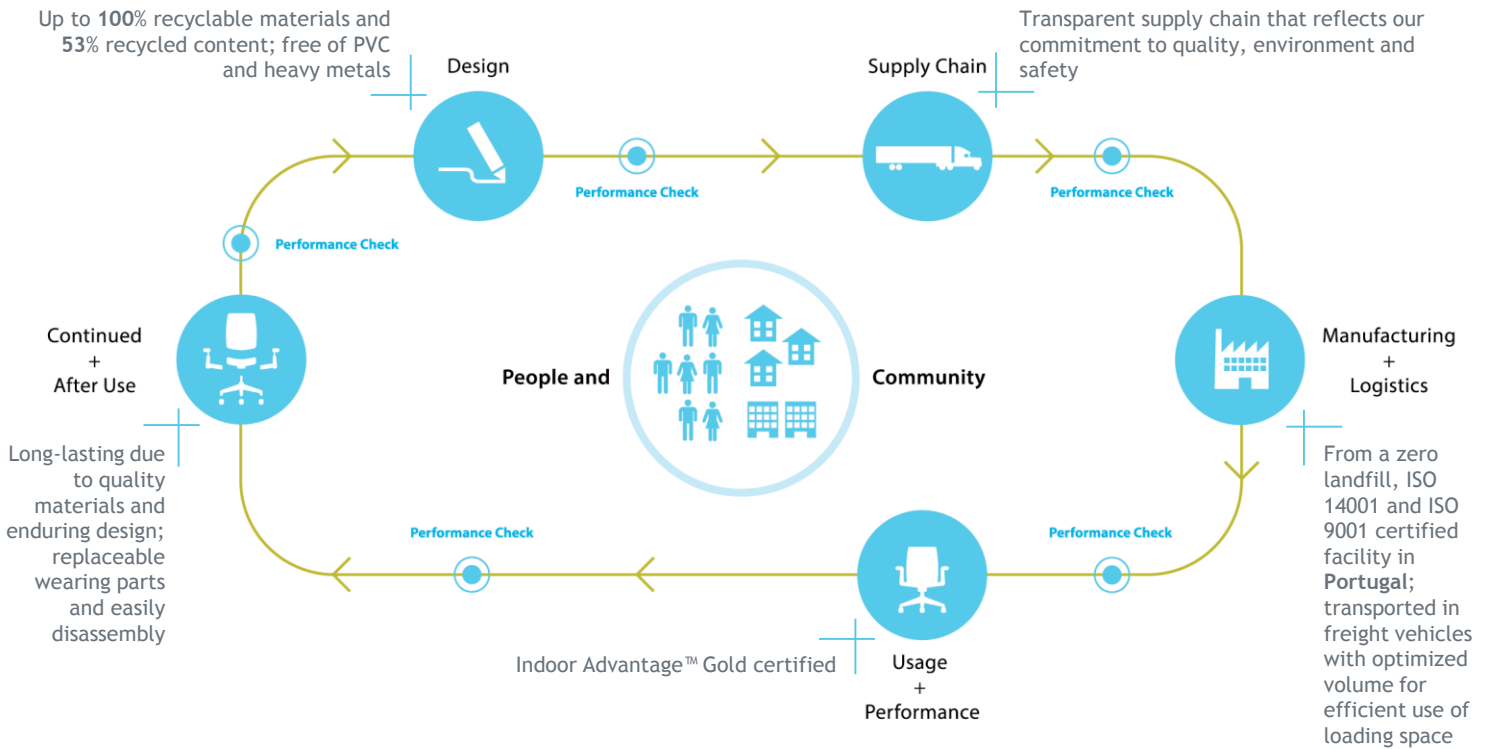 Up to 100% recyclable materials and
53% recycled content; free of PVC
and heavy metals
Design
Supply Chain
Transparent supply chain that reflects our
commitment to quality, environment and
safety
Performance Check
Performance Check
Performance Check
Continued
+
After Use
People and
Community
Manufacturing
+
Logistics
Long-lasting due
to quality
materials and
enduring design;
replaceable
wearing parts
and easily
disassembly
From a zero
landfill, ISO
14001 and ISO
9001 certified
facility in
Portugal;
transported in
freight vehicles
with optimized
volume for
efficient use of
loading space
Performance Check
Performance Check
Indoor Advantage™ Gold certified
Usage
+
Performance